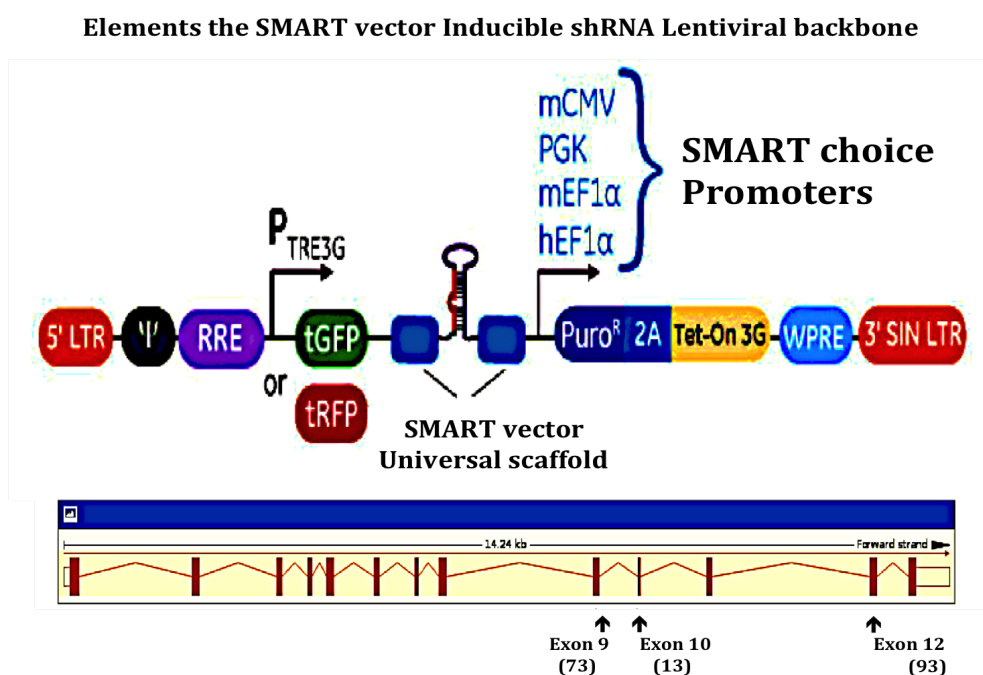 Elements the SMART vector Inducible shRNA Lentiviral backbone
mCMV
PGK
mEF1α
hEF1α
SMART choice
Promoters
P TRE3G
5' LTR
Ψ
RRE
tGFP
or
tRFP
Puro^R
2A
Tet-On 3G
WPRE
3' SIN LTR
SMART vector
Universal scaffold
14.24 kb
Forward strand
Exon 9
(73)
Exon 10
(13)
Exon 12
(93)